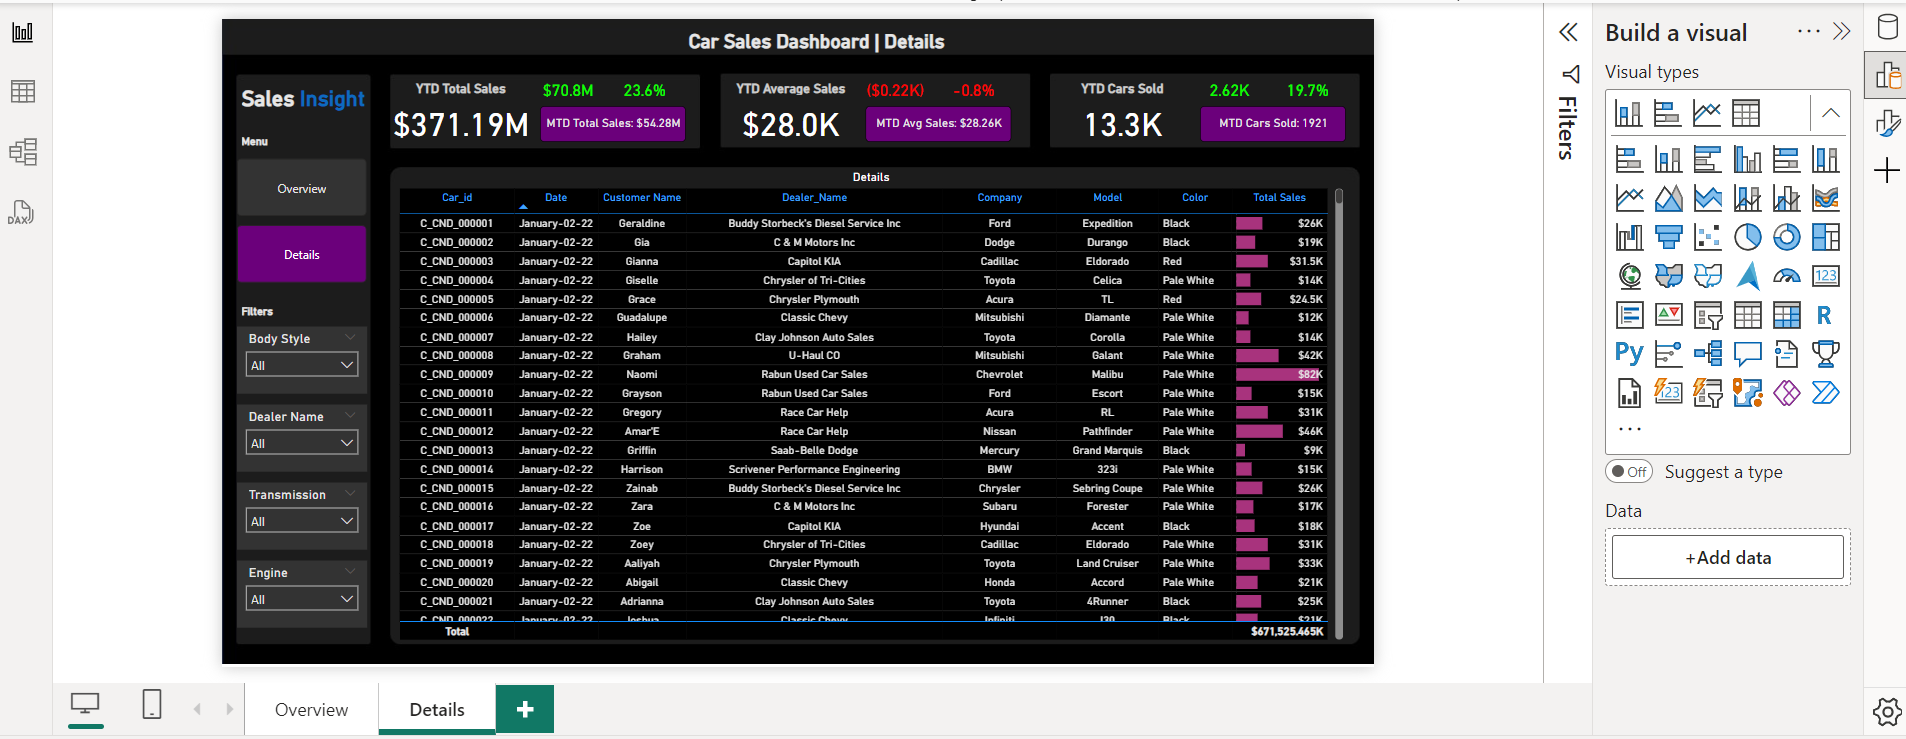 Car Sales Dashboard | Details
Sales Insight
Menu
Overview
Details
Filters
Body Style
All
Dealer Name
All
Transmission
All
Engine
All
YTD Total Sales $70.8M 23.6%
$371.19M MTD Total Sales: $54.28M
YTD Average Sales ($0.22K) -0.8%
$28.0K MTD Avg Sales: $28.26K
YTD Cars Sold 2.62K 19.7%
13.3K MTD Cars Sold: 1921
Details
Car_id Date Customer Name Dealer_Name Company Model Color Total Sales
C_CND_000001 January-02-22 Geraldine Buddy Storbeck's Diesel Service Inc Ford Expedition Black $26K
C_CND_000002 January-02-22 Gia C & M Motors Inc Dodge Durango Black $19K
C_CND_000003 January-02-22 Gianna Capitol KIA Cadillac Eldorado Red $31.5K
C_CND_000004 January-02-22 Giselle Chrysler of Tri-Cities Toyota Celica Pale White $14K
C_CND_000005 January-02-22 Grace Chrysler Plymouth Acura TL Red $24.5K
C_CND_000006 January-02-22 Guadalupe Classic Chevy Mitsubishi Diamante Pale White $12K
C_CND_000007 January-02-22 Hailey Clay Johnson Auto Sales Toyota Corolla Pale White $14K
C_CND_000008 January-02-22 Graham U-Haul CO Mitsubishi Galant Pale White $42K
C_CND_000009 January-02-22 Naomi Rabun Used Car Sales Chevrolet Malibu Pale White $82K
C_CND_000010 January-02-22 Grayson Rabun Used Car Sales Ford Escort Pale White $15K
C_CND_000011 January-02-22 Gregory Race Car Help Acura RL Pale White $31K
C_CND_000012 January-02-22 Amar'E Race Car Help Nissan Pathfinder Pale White $46K
C_CND_000013 January-02-22 Griffin Saab-Belle Dodge Mercury Grand Marquis Black $9K
C_CND_000014 January-02-22 Harrison Scrivener Performance Engineering BMW 323i Pale White $15K
C_CND_000015 January-02-22 Zainab Buddy Storbeck's Diesel Service Inc Chrysler Sebring Coupe Pale White $26K
C_CND_000016 January-02-22 Zara C & M Motors Inc Subaru Forester Pale White $17K
C_CND_000017 January-02-22 Zoe Capitol KIA Hyundai Accent Black $18K
C_CND_000018 January-02-22 Zoey Chrysler of Tri-Cities Cadillac Eldorado Pale White $31K
C_CND_000019 January-02-22 Aaliyah Chrysler Plymouth Toyota Land Cruiser Pale White $33K
C_CND_000020 January-02-22 Abigail Classic Chevy Honda Accord Pale White $21K
C_CND_000021 January-02-22 Adrianna Clay Johnson Auto Sales Toyota 4Runner Black $25K
C_CND_000022 January-02-22 Joshua Classic Chevy Infiniti I30 Black $21K
Total $671,525.465K
Filters
Build a visual
Visual types
123
R
Py
123
Off Suggest a type
Data
+Add data
DAX
Overview
Details